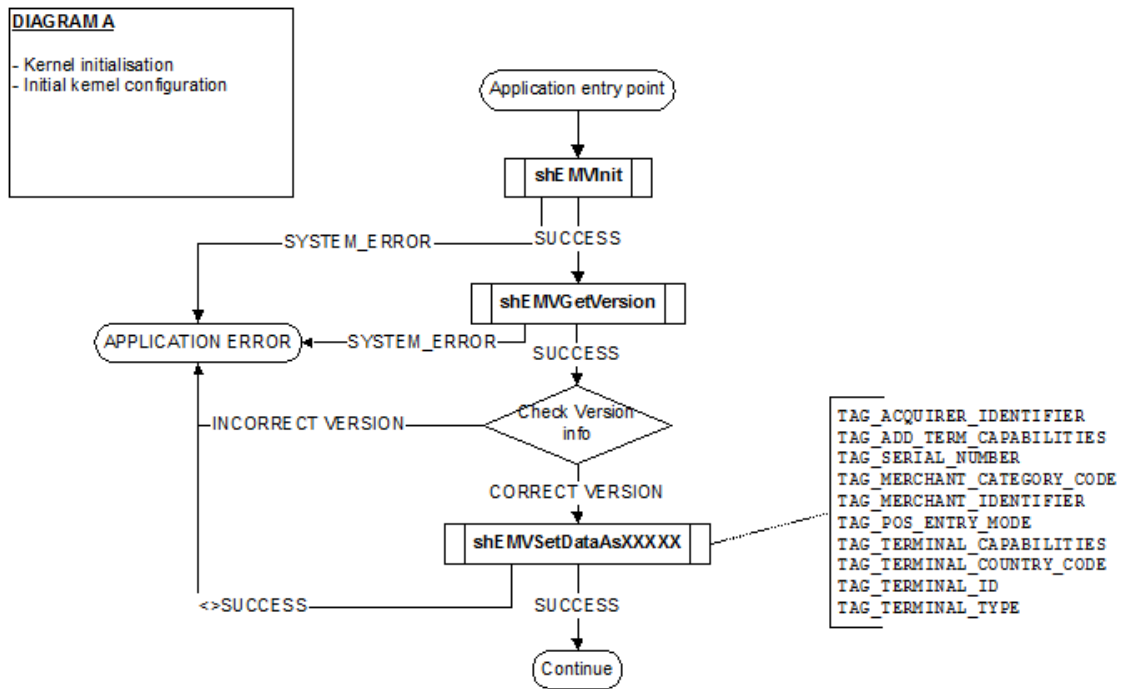 DIAGRAM A
- Kernel initialisation
- Initial kernel configuration
Application entry point
shEMVInit
SYSTEM_ERROR
SUCCESS
shEMVGetVersion
APPLICATION ERROR
SYSTEM_ERROR
SUCCESS
Check Version
info
INCORRECT VERSION
CORRECT VERSION
shEMVSetDataAsXXXXX
TAG_ACQUIRER_IDENTIFIER
TAG_ADD_TERM_CAPABILITIES
TAG_SERIAL_NUMBER
TAG_MERCHANT_CATEGORY_CODE
TAG_MERCHANT_IDENTIFIER
TAG_POS_ENTRY_MODE
TAG_TERMINAL_CAPABILITIES
TAG_TERMINAL_COUNTRY_CODE
TAG_TERMINAL_ID
TAG_TERMINAL_TYPE
<>SUCCESS
SUCCESS
Continue